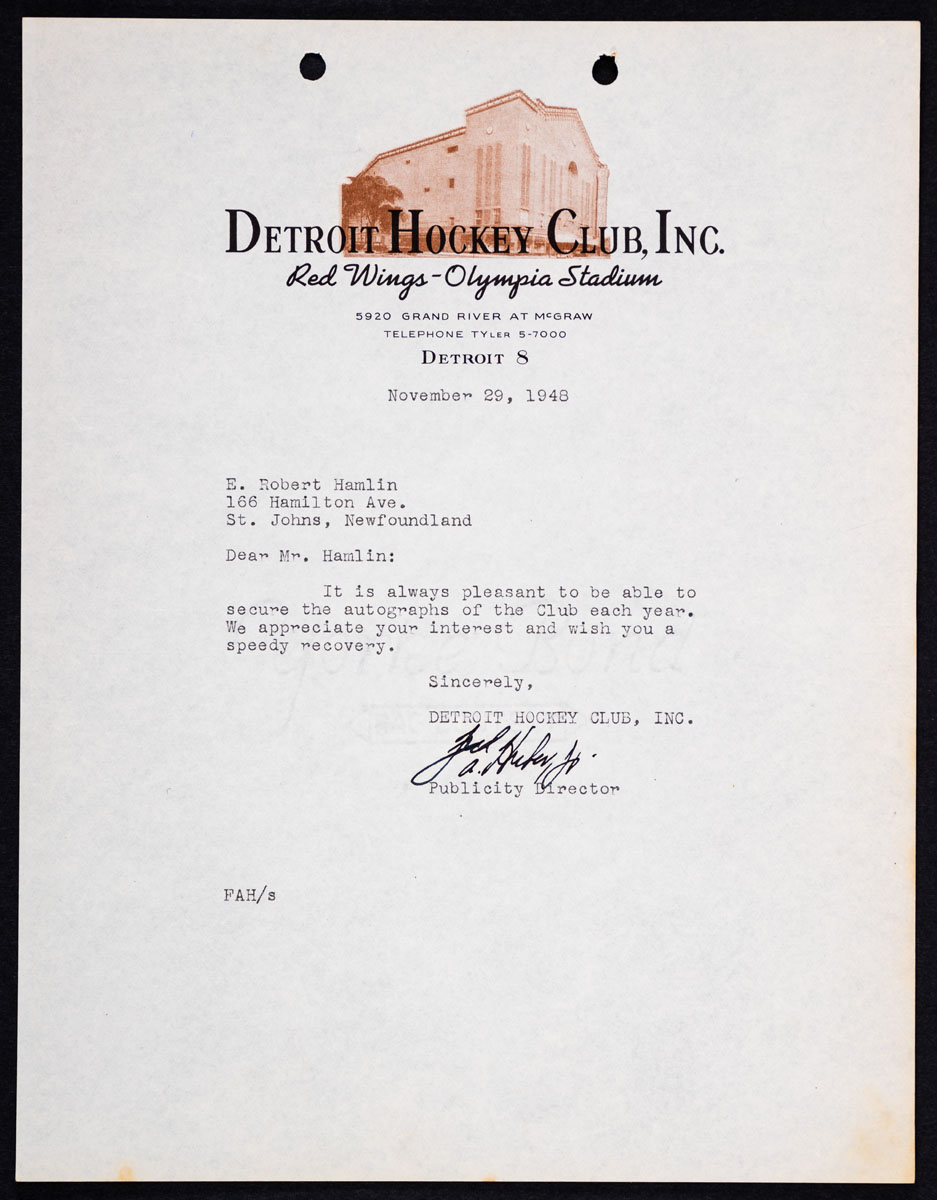 DETROIT HOCKEY CLUB, INC.
Red Wings-Olympia Stadium
5920 GRAND RIVER AT McGRAW
TELEPHONE TYLER 5-7000
DETROIT 8
November 29, 1948
E. Robert Hamlin
166 Hamilton Ave.
St. Johns, Newfoundland
Dear Mr. Hamlin:
It is always pleasant to be able to
secure the autographs of the Club each year.
We appreciate your interest and wish you a
speedy recovery.
Sincerely,
DETROIT HOCKEY CLUB, INC.
Fred
A. Huber, Jr.
Publicity Director
FAH/s